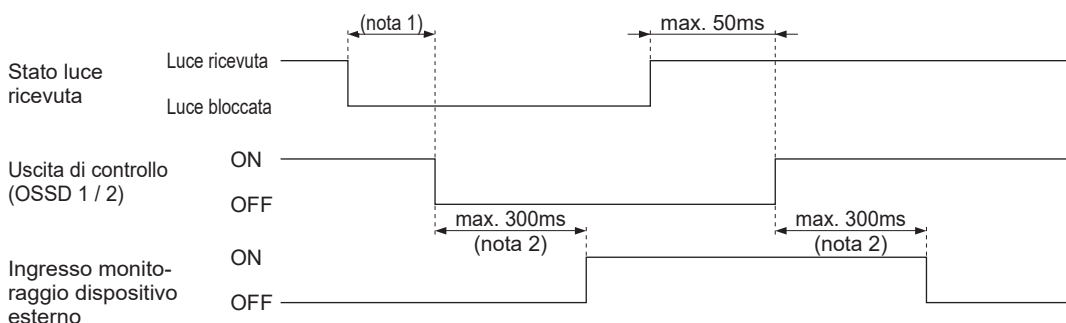 (nota 1)
max. 50ms
Stato luce
ricevuta
Luce ricevuta
Luce bloccata
Uscita di controllo
(OSSD 1 / 2)
ON
OFF
max. 300ms
(nota 2)
max. 300ms
(nota 2)
Ingresso monito-
raggio dispositivo
esterno
ON
OFF